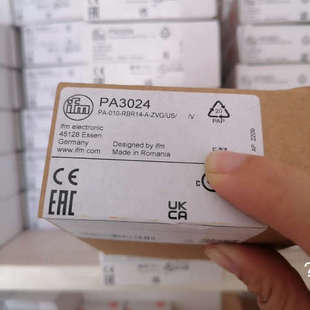 ifm
PA3024
PA-010-RBR14-A-ZVG/US/ /V
ifm electronic
45128 Essen
Germany
www.ifm.com
Designed by ifm
Made in Romania
20
PAP
CE
EAC
UK
CA